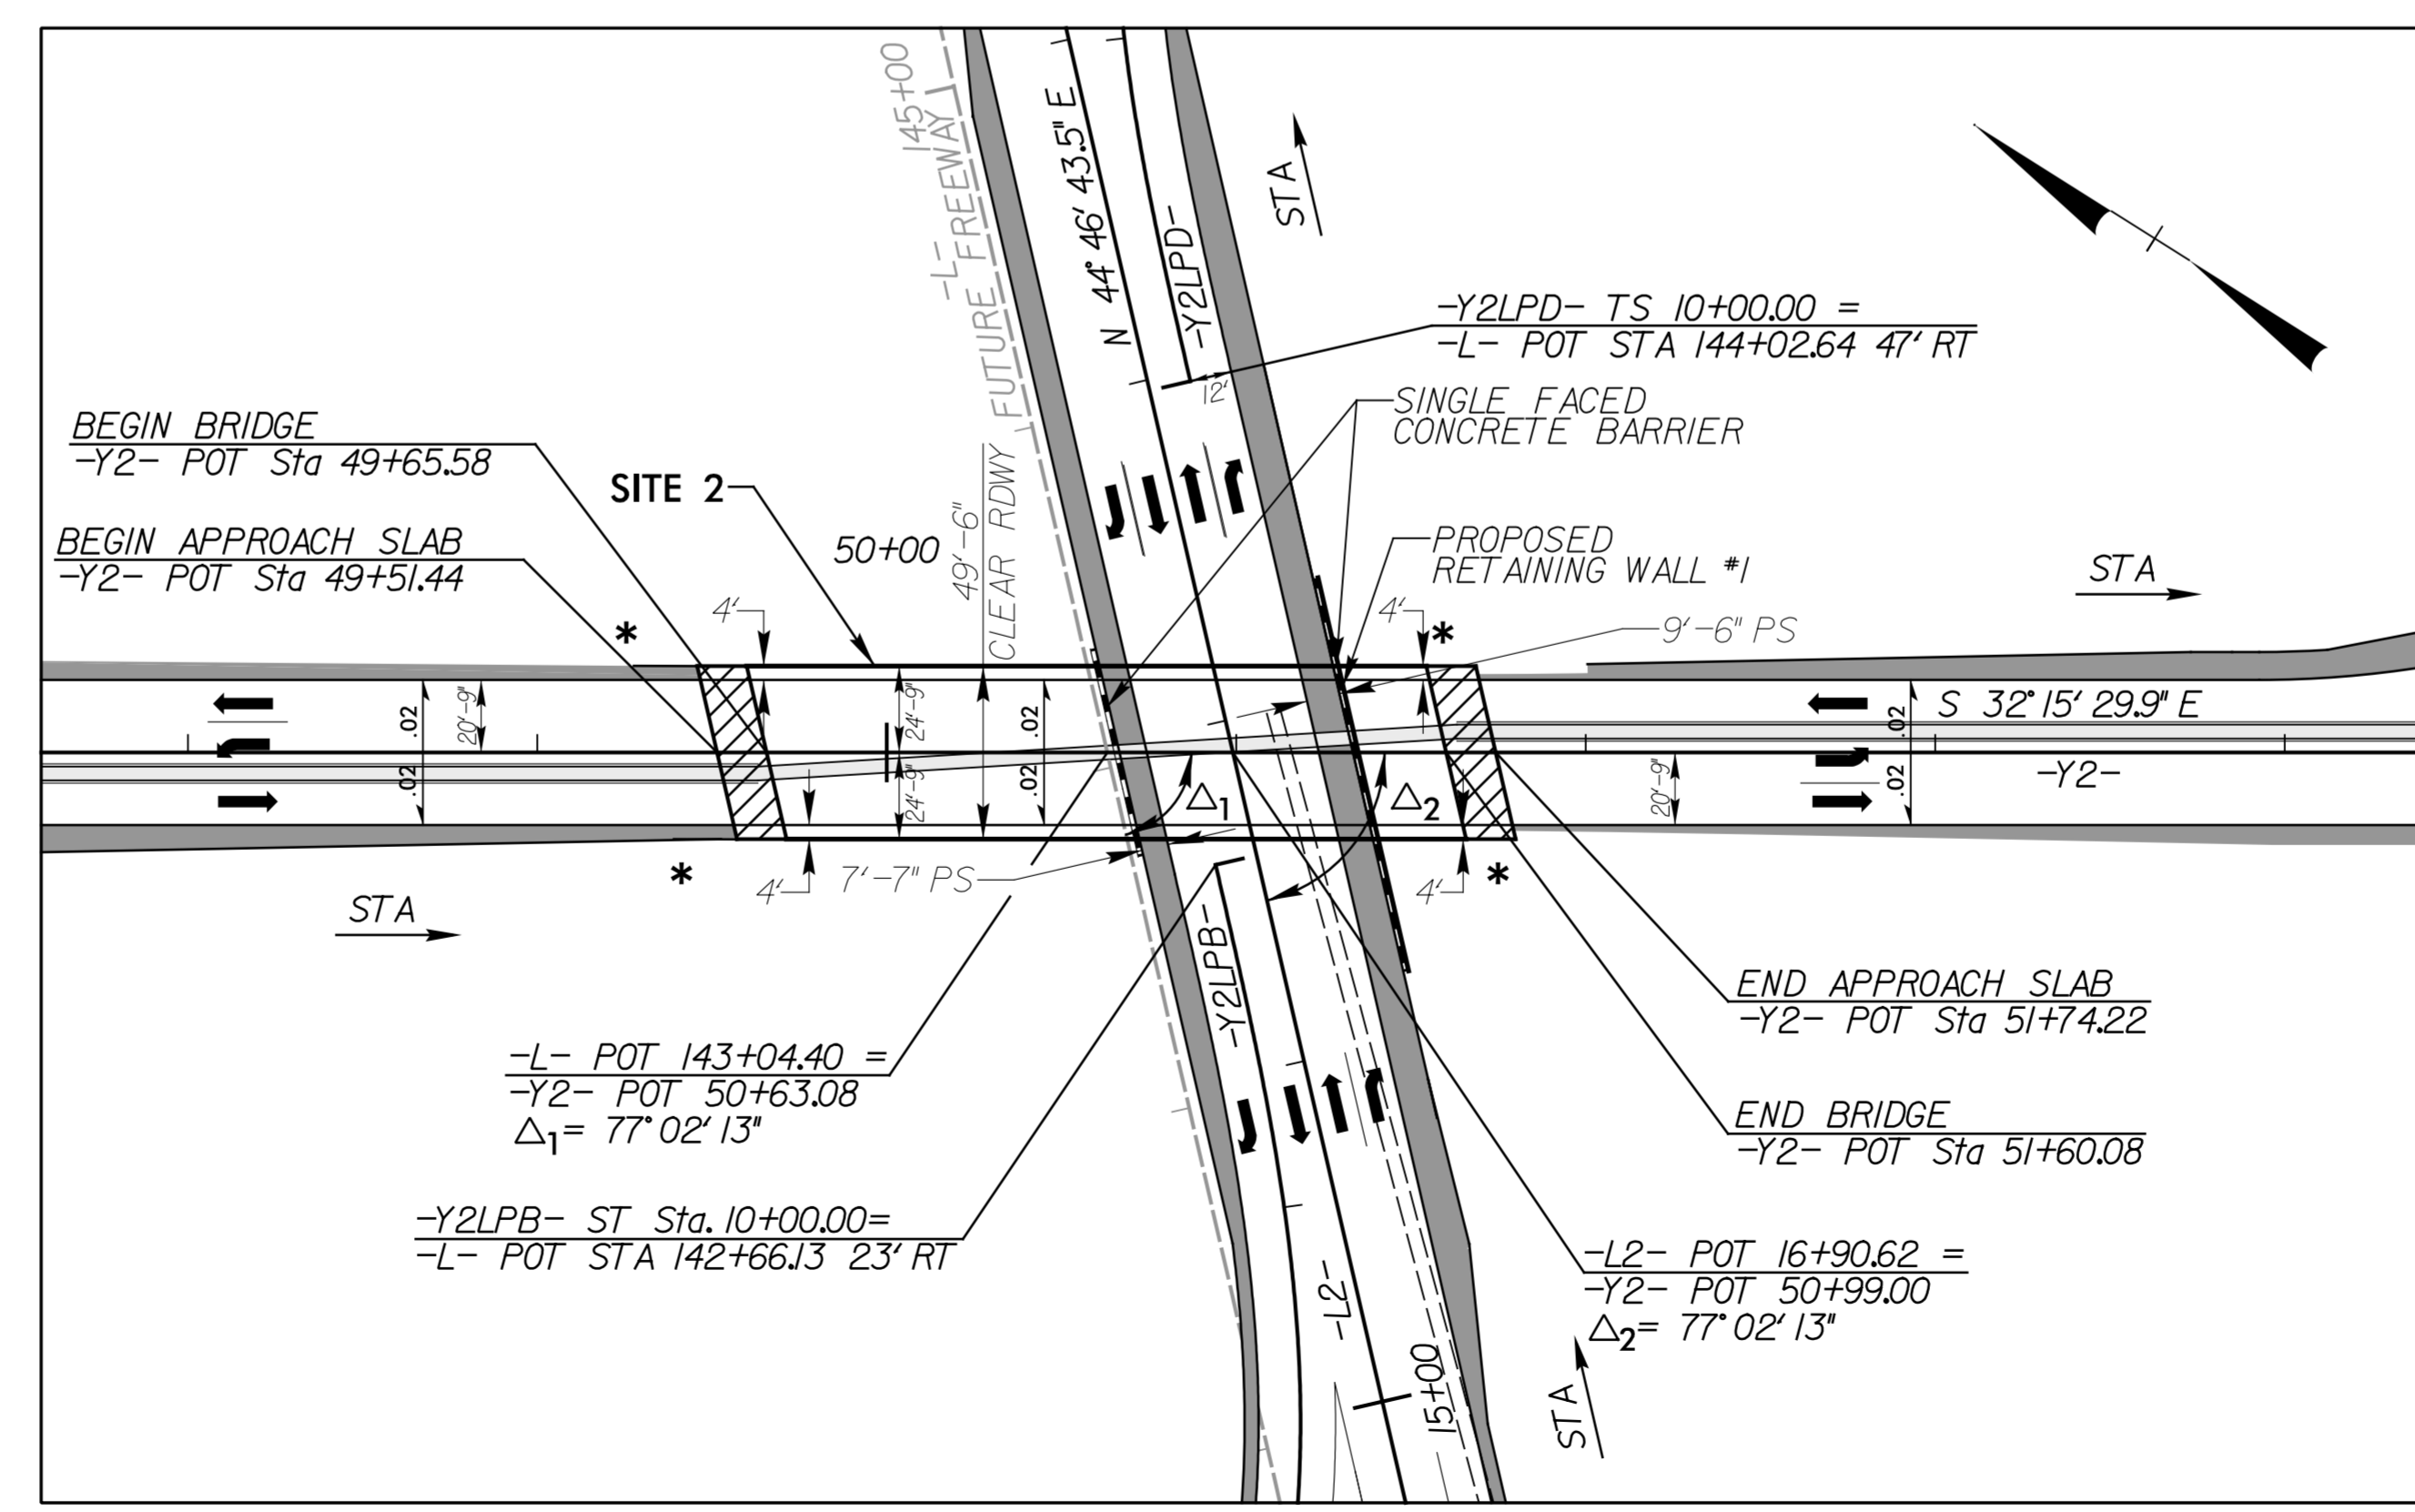 145+00
-L-
FUTURE FREEWAY
N 44° 46' 43.5" E
-Y2LPD-
STA
-Y2LPD- TS 10+00.00 =
-L- POT STA 144+02.64 47' RT
12'
SINGLE FACED
CONCRETE BARRIER
BEGIN BRIDGE
-Y2- POT Sta 49+65.58
SITE 2
50+00
49'-6"
CLEAR RDWY
BEGIN APPROACH SLAB
-Y2- POT Sta 49+51.44
PROPOSED
RETAINING WALL #1
STA
4'
*
4'
*
9'-6" PS
.02
20'-9"
24'-9"
.02
.02
S 32° 15' 29.9" E
.02
24'-9"
.02
△1
△2
20'-9"
.02
-Y2-
*
4'
7'-7" PS
4'
*
STA
-Y2LPB-
END APPROACH SLAB
-Y2- POT Sta 51+74.22
-L- POT 143+04.40 =
-Y2- POT 50+63.08
△1= 77° 02' 13"
END BRIDGE
-Y2- POT Sta 51+60.08
-Y2LPB- ST Sta. 10+00.00=
-L- POT STA 142+66.13 23' RT
-L2-
-L2- POT 16+90.62 =
-Y2- POT 50+99.00
△2= 77° 02' 13"
15+00
STA